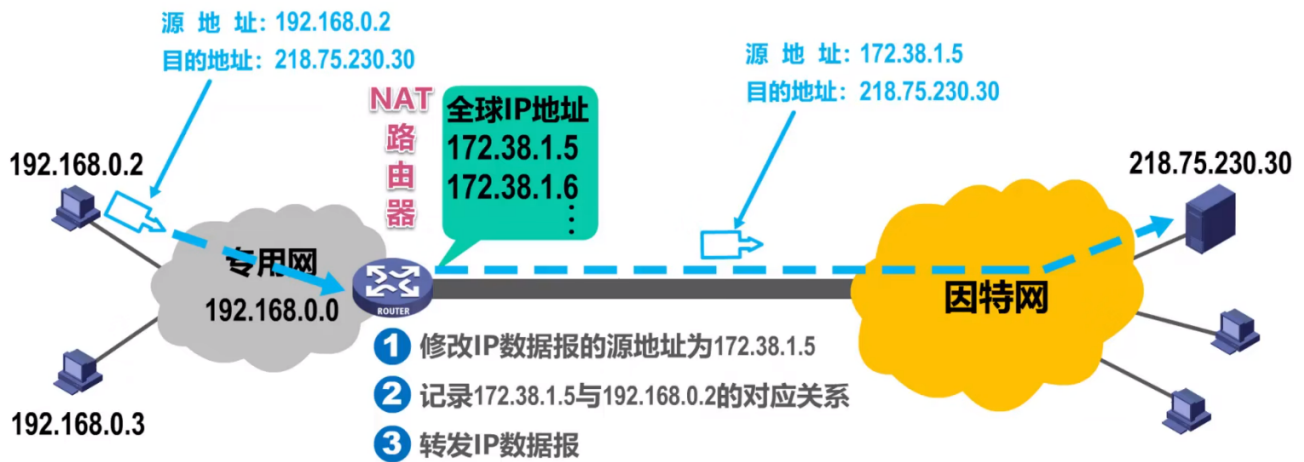 源 地 址：192.168.0.2
目的地址：218.75.230.30
源 地 址：172.38.1.5
目的地址：218.75.230.30
NAT
路
由
器
全球IP地址
172.38.1.5
172.38.1.6
⋮
192.168.0.2
218.75.230.30
专用网
192.168.0.0
ROUTER
因特网
192.168.0.3
1 修改IP数据报的源地址为172.38.1.5
2 记录172.38.1.5与192.168.0.2的对应关系
3 转发IP数据报